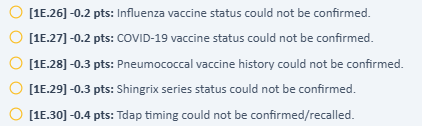 [1E.26] -0.2 pts: Influenza vaccine status could not be confirmed.
[1E.27] -0.2 pts: COVID-19 vaccine status could not be confirmed.
[1E.28] -0.3 pts: Pneumococcal vaccine history could not be confirmed.
[1E.29] -0.3 pts: Shingrix series status could not be confirmed.
[1E.30] -0.4 pts: Tdap timing could not be confirmed/recalled.